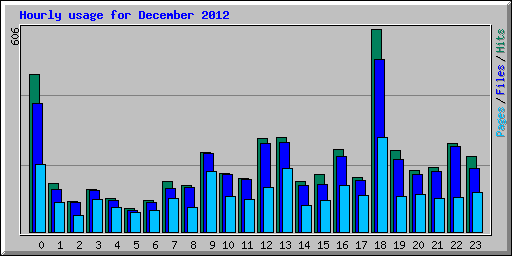 Hourly usage for December 2012
606
Pages / Files / Hits
0 1 2 3 4 5 6 7 8 9 10 11 12 13 14 15 16 17 18 19 20 21 22 23